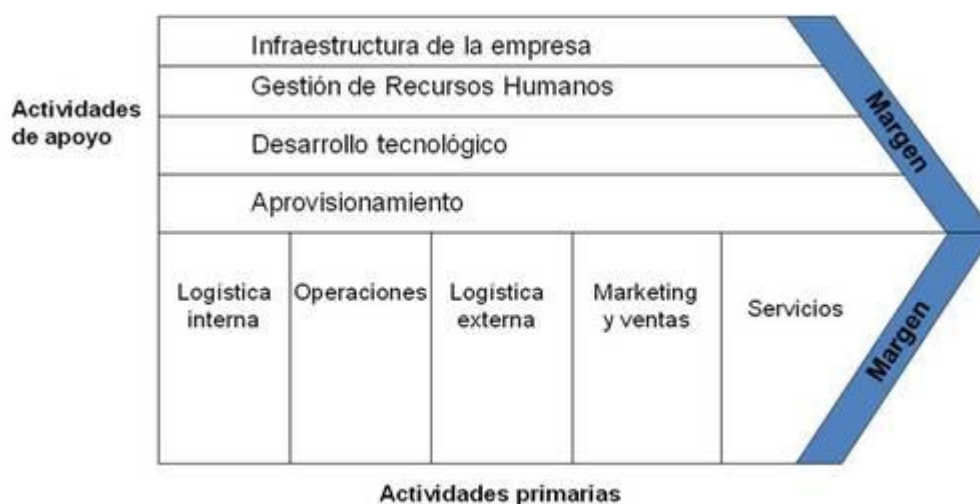 Infraestructura de la empresa
Gestión de Recursos Humanos
Actividades
de apoyo
Desarrollo tecnológico
Aprovisionamiento
Margen
Logística
interna
Operaciones
Logística
externa
Marketing
y ventas
Servicios
Margen
Actividades primarias